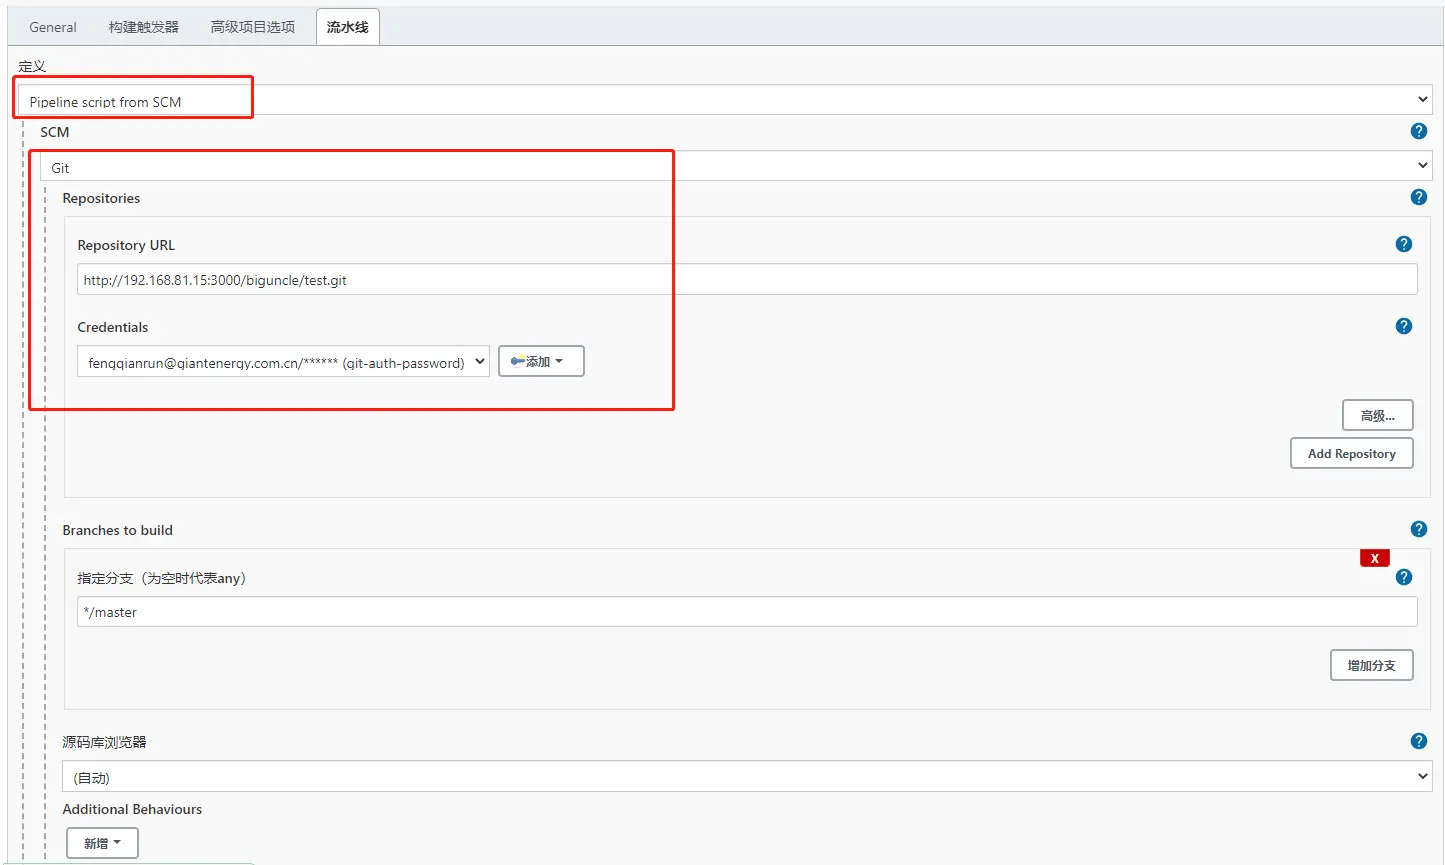 General 构建触发器 高级项目选项 流水线
定义
Pipeline script from SCM
SCM
?
Git
Repositories
?
Repository URL
?
http://192.168.81.15:3000/biguncle/test.git
Credentials
?
fengqianrun@giantenergy.com.cn/****** (git-auth-password) 添加
高级...
Add Repository
Branches to build
?
X
指定分支（为空时代表any）
?
*/master
增加分支
源码库浏览器
?
(自动)
Additional Behaviours
新增